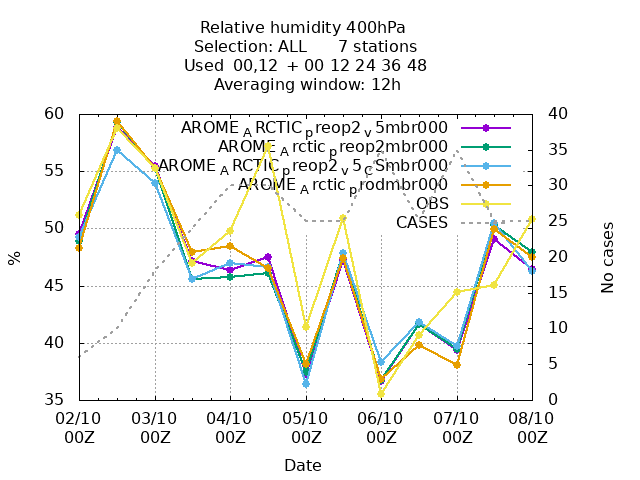 Relative humidity 400hPa
Selection: ALL 7 stations
Used 00,12 + 00 12 24 36 48
Averaging window: 12h
60 40
AROME_ARCTIC_preop2_v5mbr000
AROME_Arctic_preop2mbr000 35
55 AROME_ARCTIC_preop2_v5_CSmbr000
AROME_Arctic_prodmbr000 30
OBS
50 CASES 25
20
45
15
% No cases
40 10
5
35 0
02/10 03/10 04/10 05/10 06/10 07/10 08/10
00Z 00Z 00Z 00Z 00Z 00Z 00Z
Date